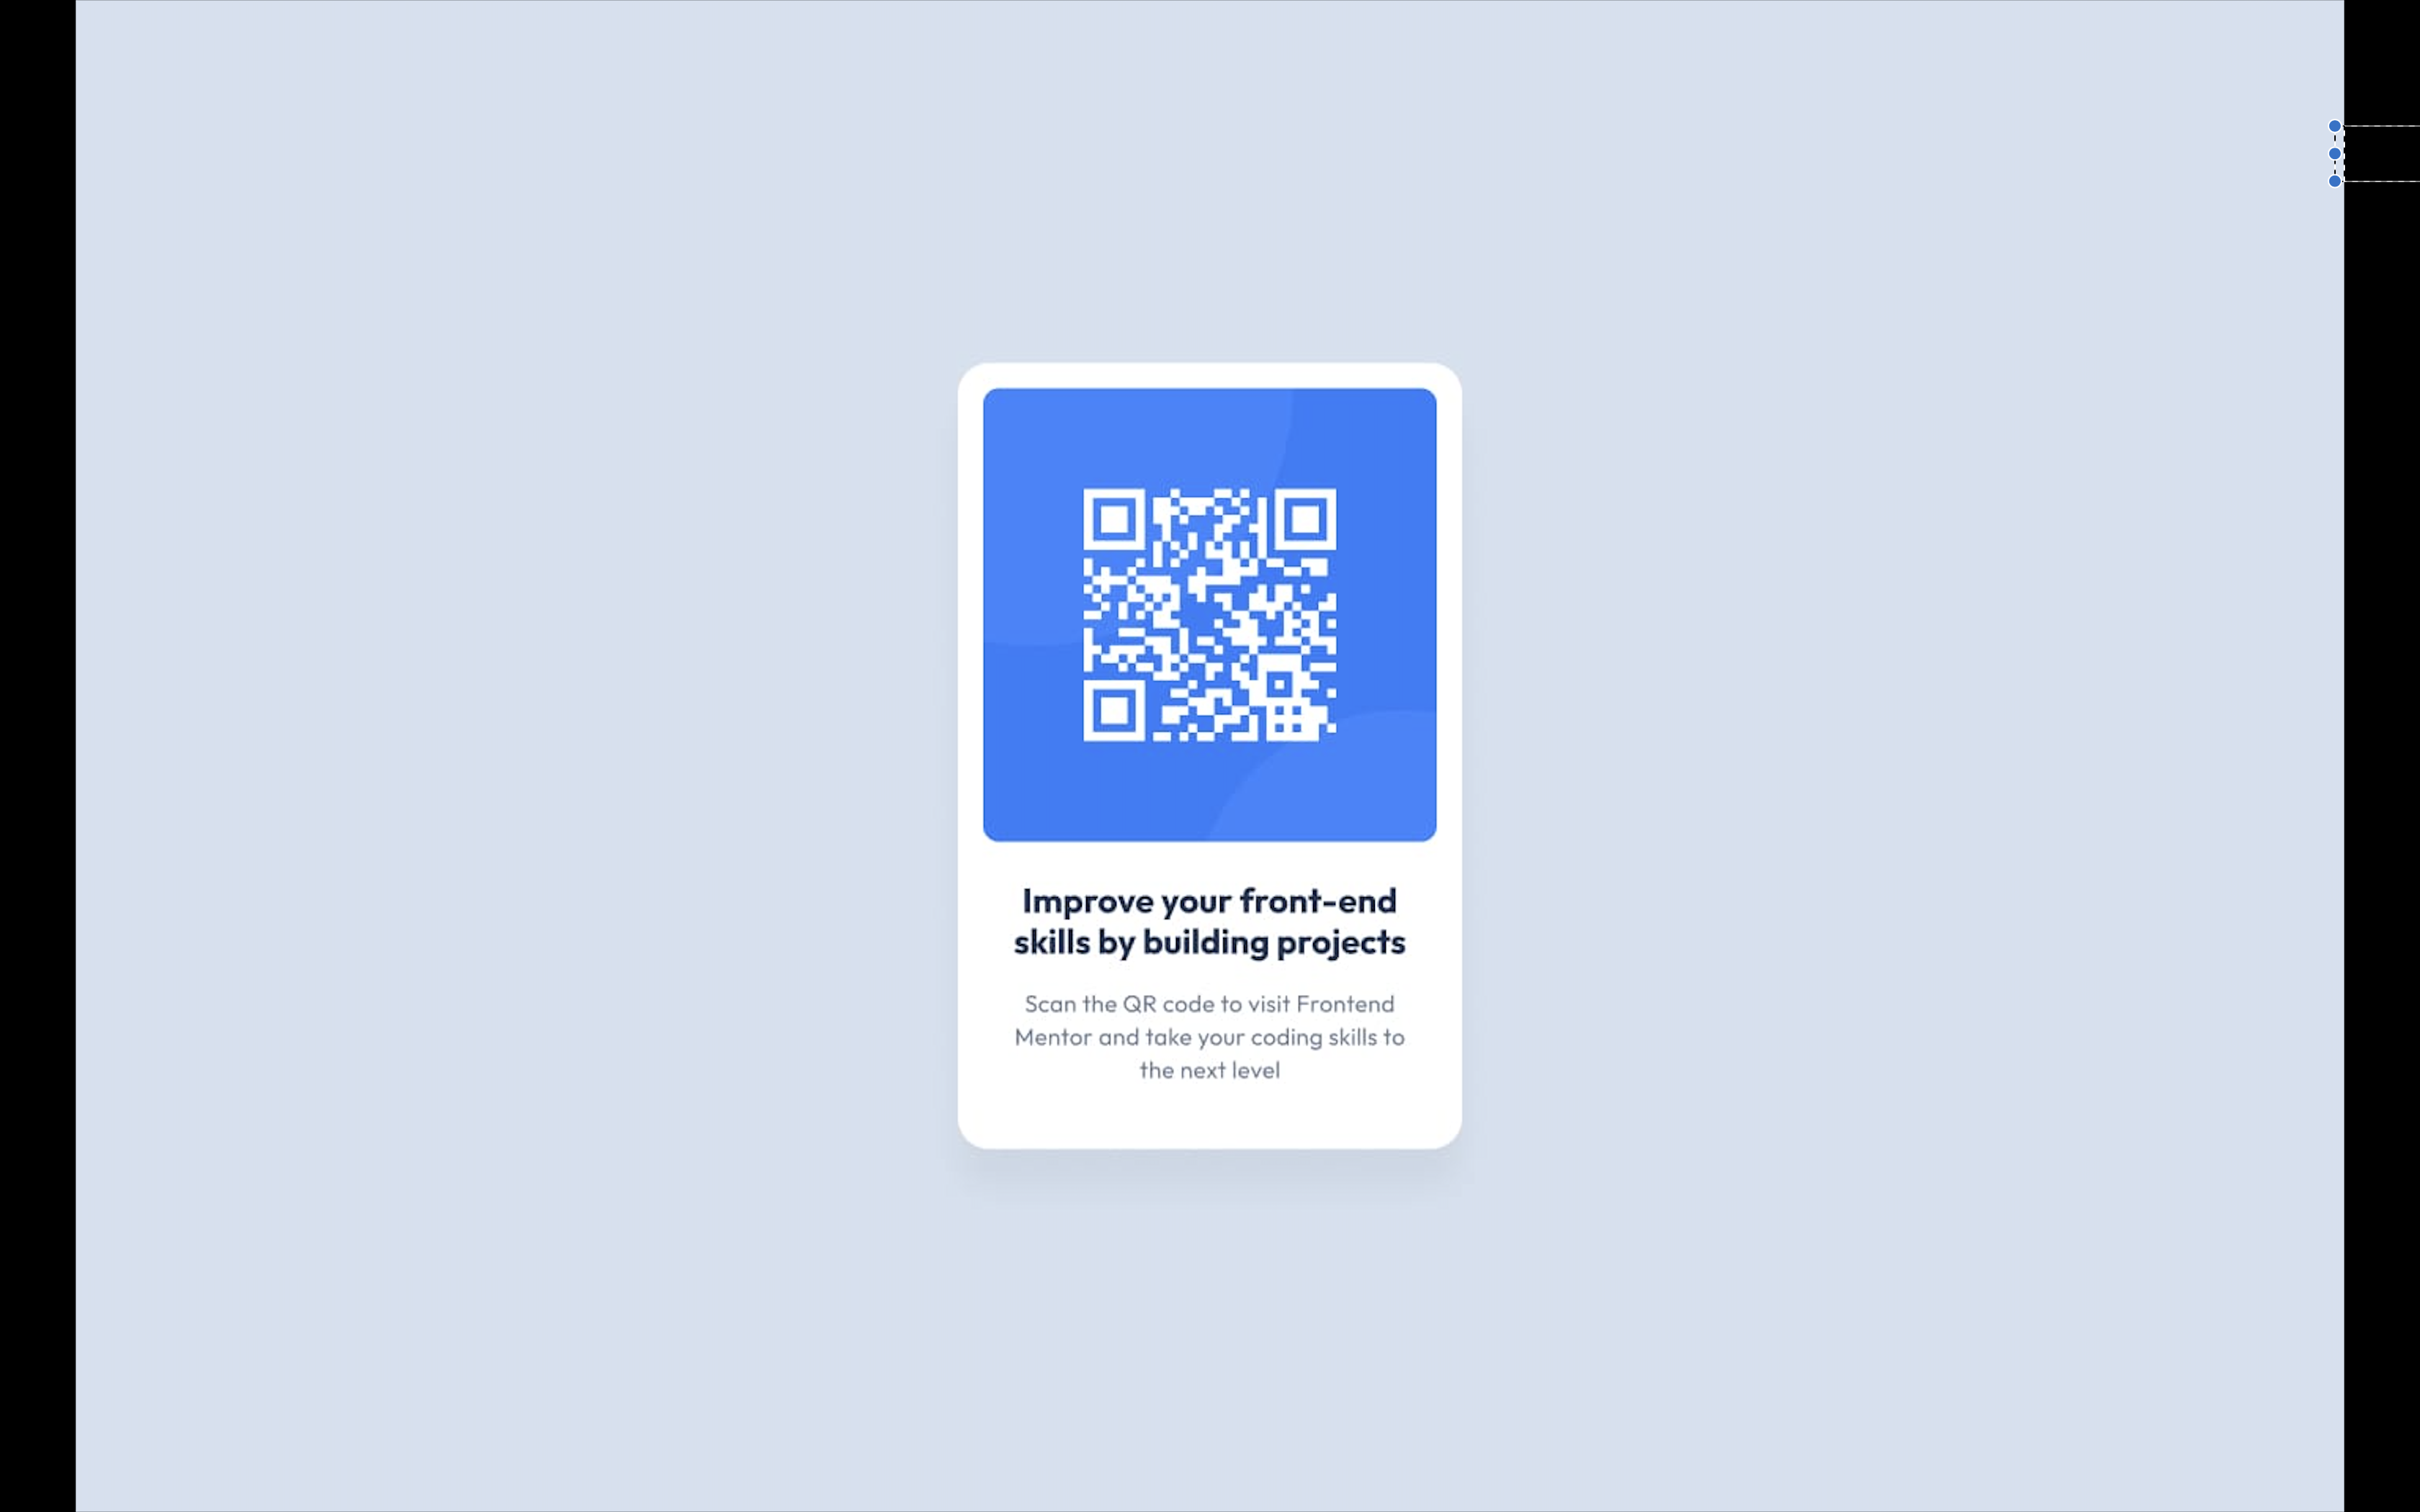 Improve your front-end
skills by building projects
Scan the QR code to visit Frontend
Mentor and take your coding skills to
the next level